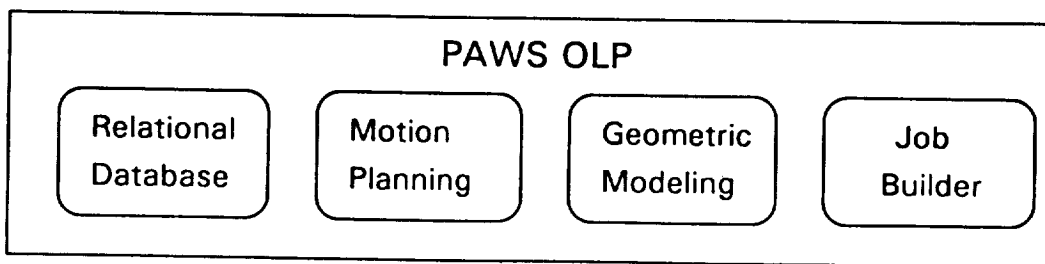 PAWS OLP
Relational
Database
Motion
Planning
Geometric
Modeling
Job
Builder